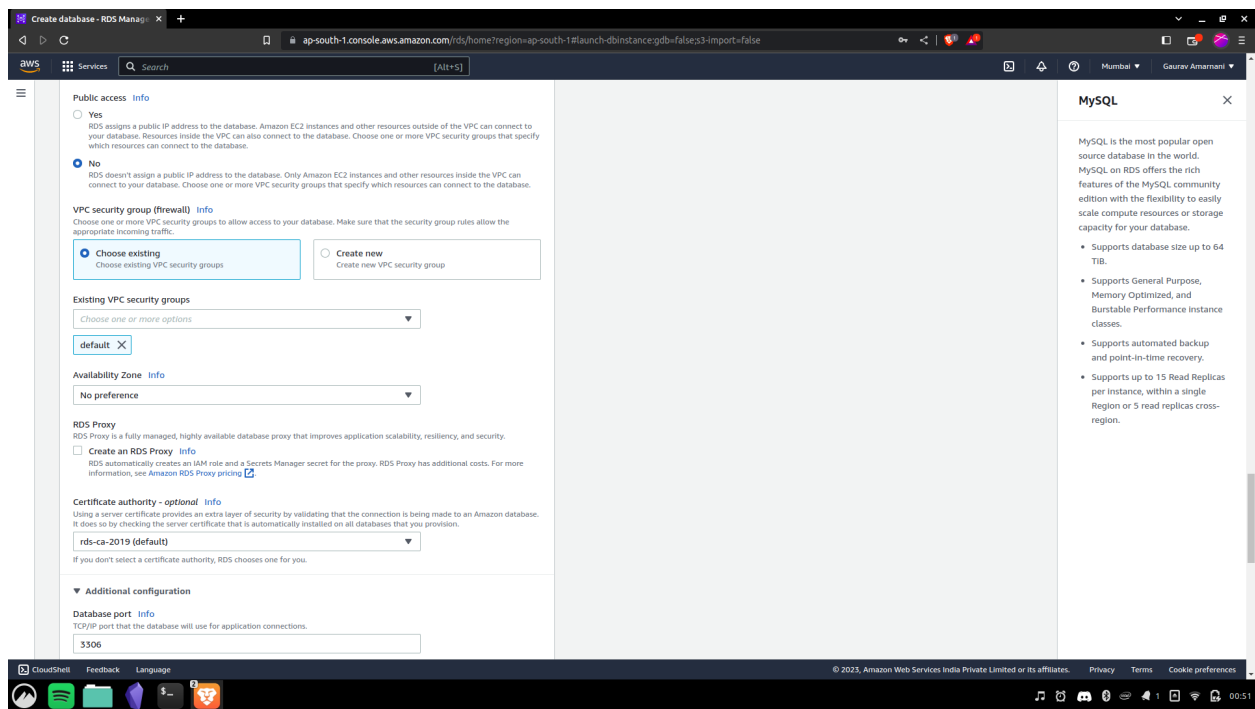 Create database - RDS Manag
ap-south-1.console.aws.amazon.com/rds/home?region=ap-south-1#launch-dbinstance:gdb=false;s3-import=false
aws
Services
Search
[Alt+S]
Mumbai
Gaurav Amarnani
Public access Info
Yes
RDS assigns a public IP address to the database. Amazon EC2 instances and other resources outside of the VPC can connect to
your database. Resources inside the VPC can also connect to the database. Choose one or more VPC security groups that specify
which resources can connect to the database.
No
RDS doesn't assign a public IP address to the database. Only Amazon EC2 instances and other resources inside the VPC can
connect to your database. Choose one or more VPC security groups that specify which resources can connect to the database.
VPC security group (firewall) Info
Choose one or more VPC security groups to allow access to your database. Make sure that the security group rules allow the
appropriate incoming traffic.
Choose existing
Choose existing VPC security groups
Create new
Create new VPC security group
Existing VPC security groups
Choose one or more options
default
Availability Zone Info
No preference
RDS Proxy
RDS Proxy is a fully managed, highly available database proxy that improves application scalability, resiliency, and security.
Create an RDS Proxy Info
RDS automatically creates an IAM role and a Secrets Manager secret for the proxy. RDS Proxy has additional costs. For more
information, see Amazon RDS Proxy pricing.
Certificate authority - optional Info
Using a server certificate provides an extra layer of security by validating that the connection is being made to an Amazon database.
It does so by checking the server certificate that is automatically installed on all databases that you provision.
rds-ca-2019 (default)
If you don't select a certificate authority, RDS chooses one for you.
Additional configuration
Database port Info
TCP/IP port that the database will use for application connections.
3306
MySQL
MySQL is the most popular open
source database in the world.
MySQL on RDS offers the rich
features of the MySQL community
edition with the flexibility to easily
scale compute resources or storage
capacity for your database.
Supports database size up to 64
TiB.
Supports General Purpose,
Memory Optimized, and
Burstable Performance instance
classes.
Supports automated backup
and point-in-time recovery.
Supports up to 15 Read Replicas
per instance, within a single
Region or 5 read replicas cross-
region.
CloudShell
Feedback
Language
© 2023, Amazon Web Services India Private Limited or its affiliates.
Privacy
Terms
Cookie preferences
2
1
00:51